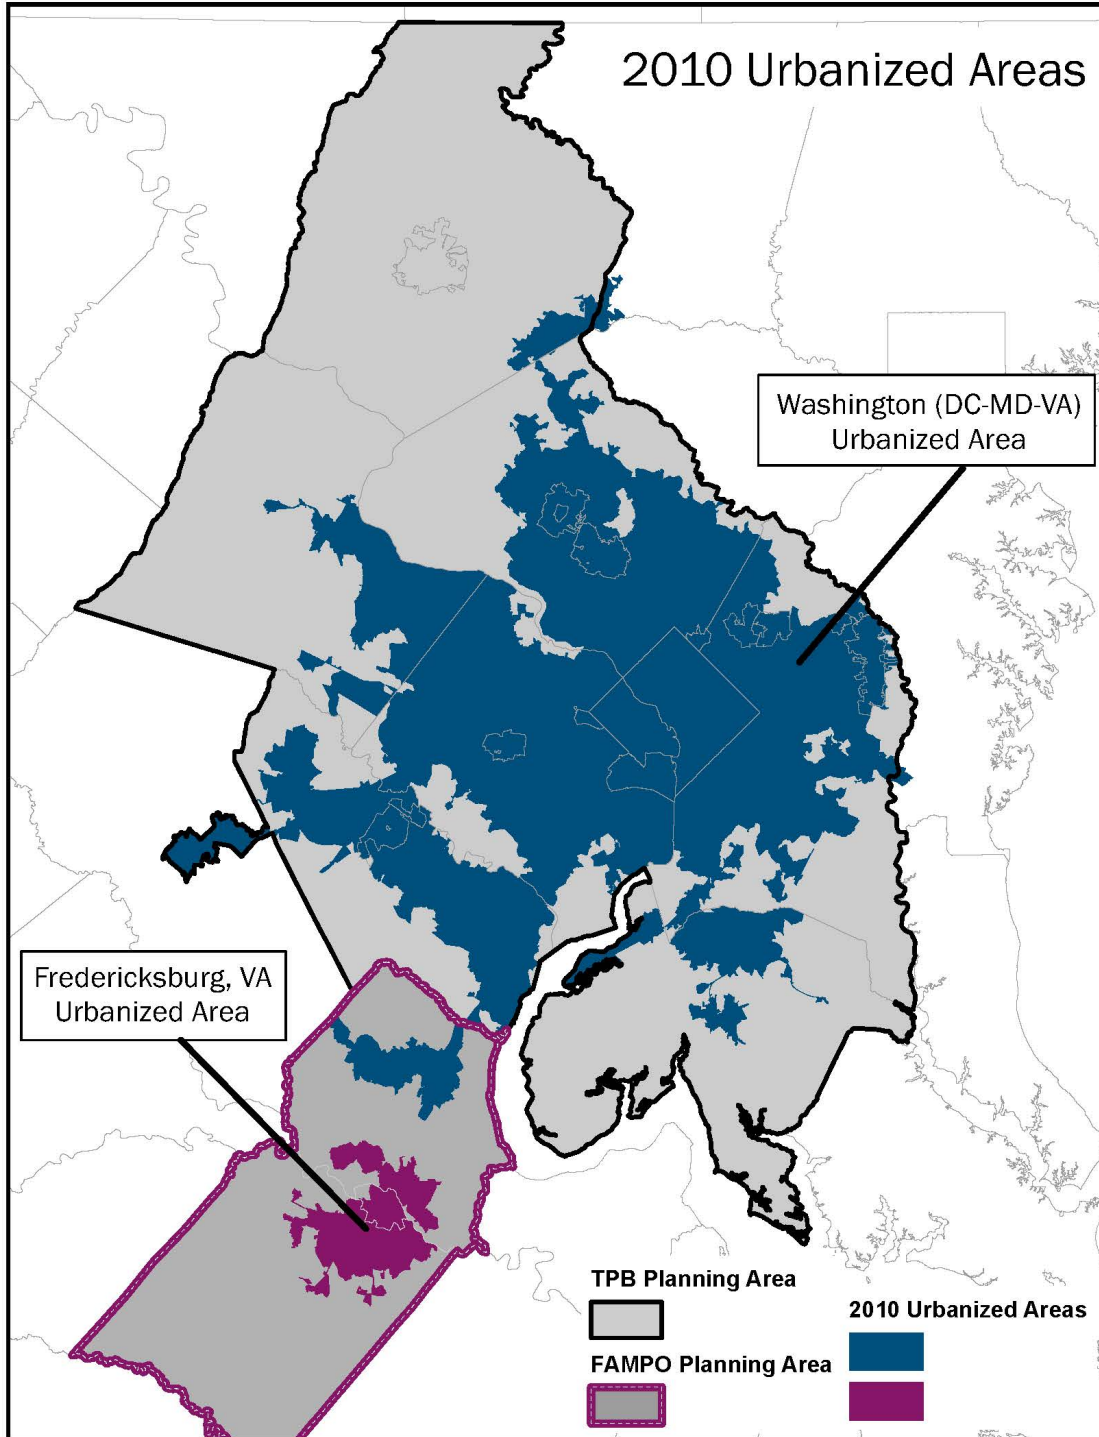 2010 Urbanized Areas
Washington (DC-MD-VA)
Urbanized Area
Fredericksburg, VA
Urbanized Area
TPB Planning Area
2010 Urbanized Areas
FAMPO Planning Area